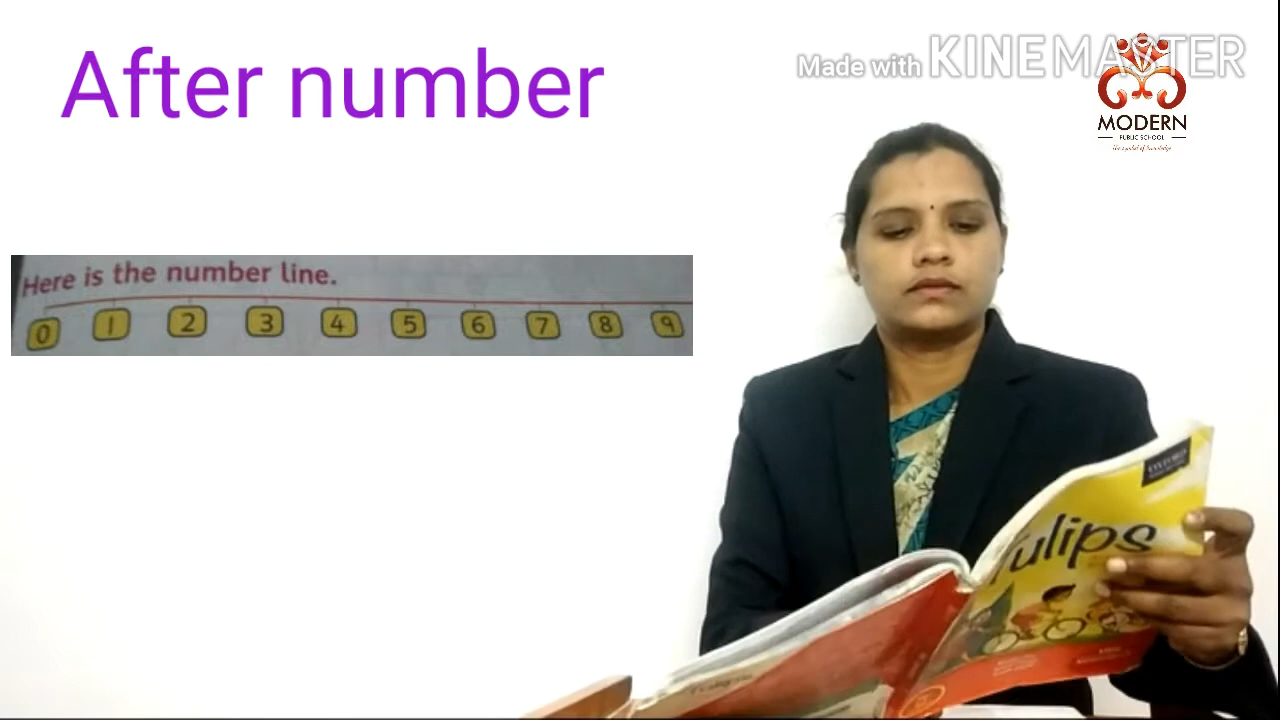 After number
Made with KINEMASTER
MODERN
PUBLIC SCHOOL
Here is the number line.
0 1 2 3 4 5 6 7 8 9
OXFORD
Tulips